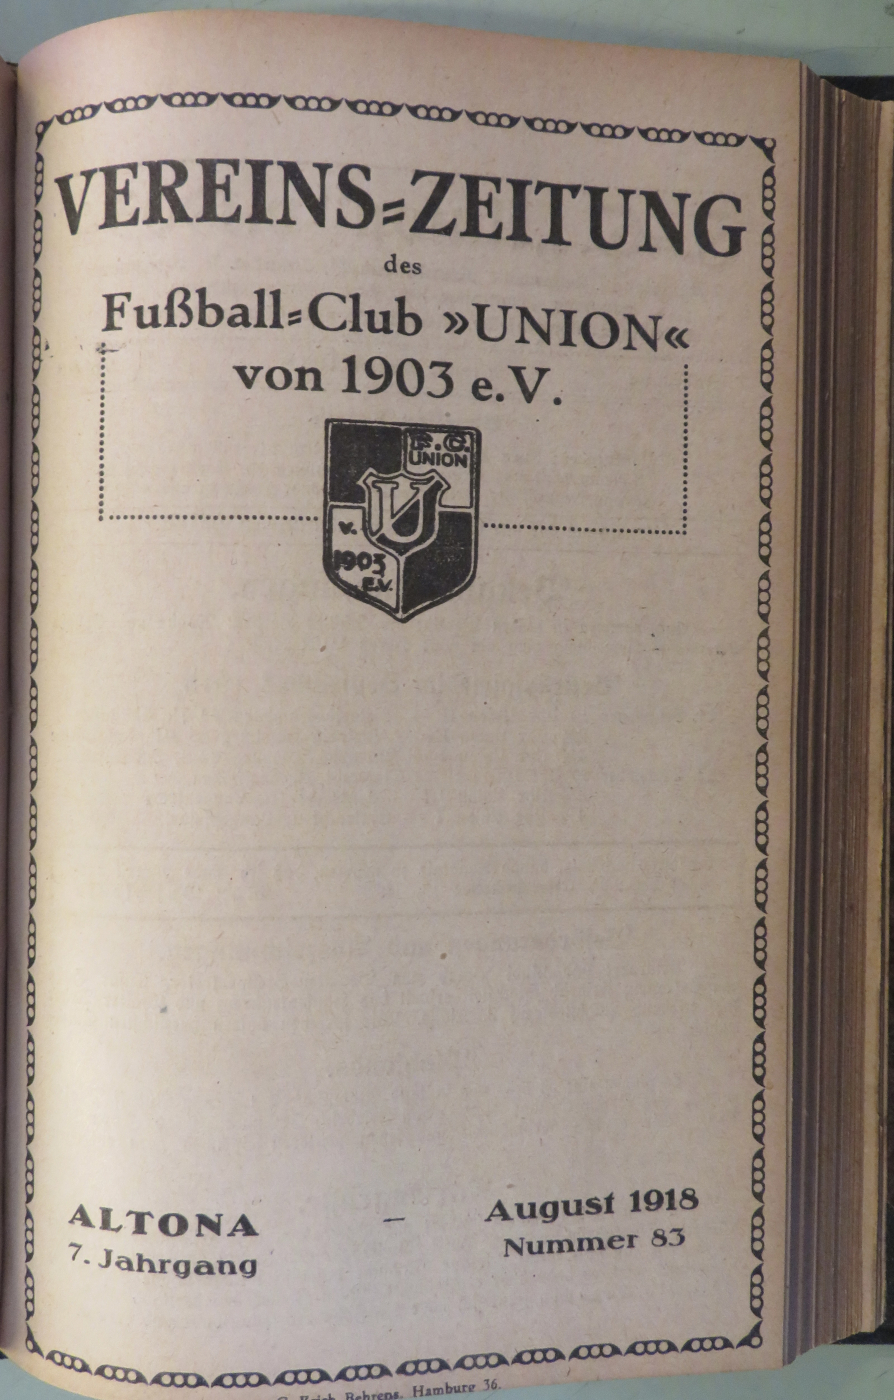 VEREINS=ZEITUNG
des
Fußball=Club »UNION«
von 1903 e.V.
F.C.
UNION
U
v.
1903
E.V.
ALTONA – August 1918
7. Jahrgang Nummer 83
Erich Behrens, Hamburg 36.